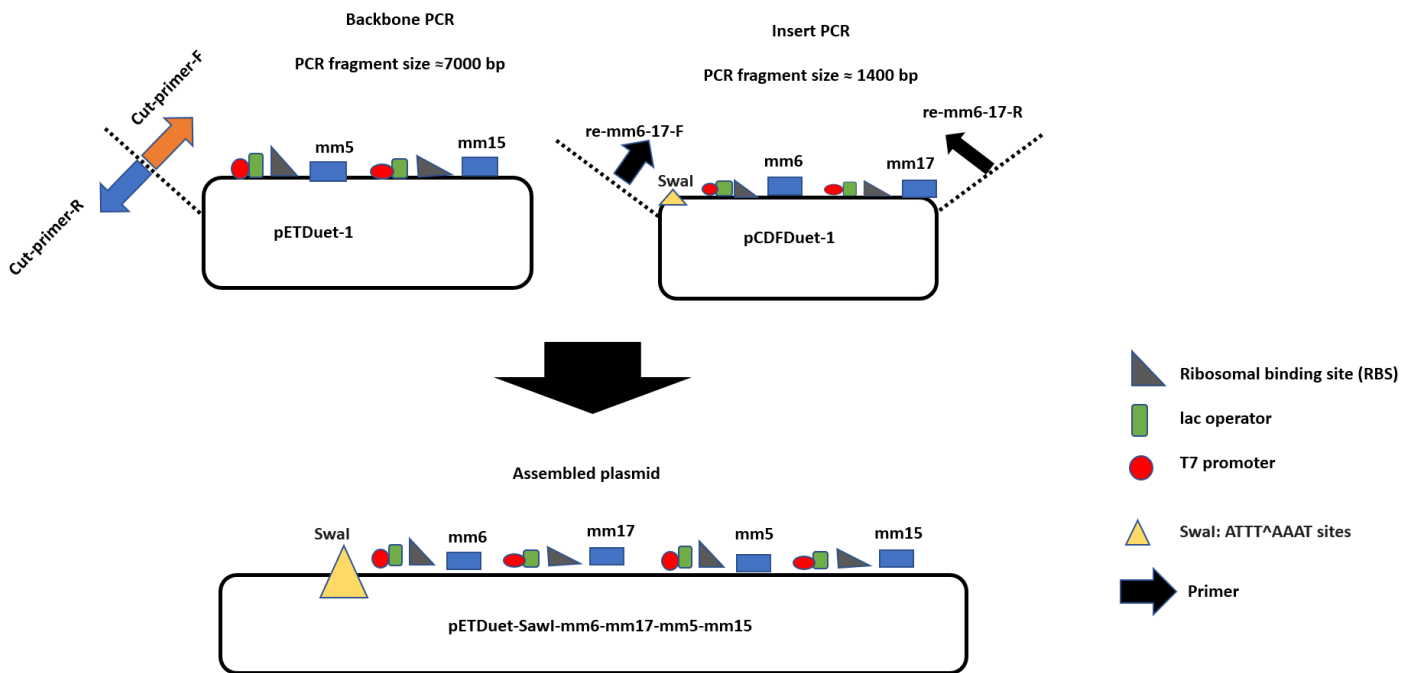 Backbone PCR
PCR fragment size ≈7000 bp
Insert PCR
PCR fragment size ≈ 1400 bp
Cut-primer-F
Cut-primer-R
mm5
mm15
pETDuet-1
re-mm6-17-F
re-mm6-17-R
SwaI
mm6
mm17
pCDFDuet-1
Ribosomal binding site (RBS)
lac operator
T7 promoter
SwaI: ATTT^AAAT sites
Primer
Assembled plasmid
SwaI
mm6
mm17
mm5
mm15
pETDuet-SawI-mm6-mm17-mm5-mm15